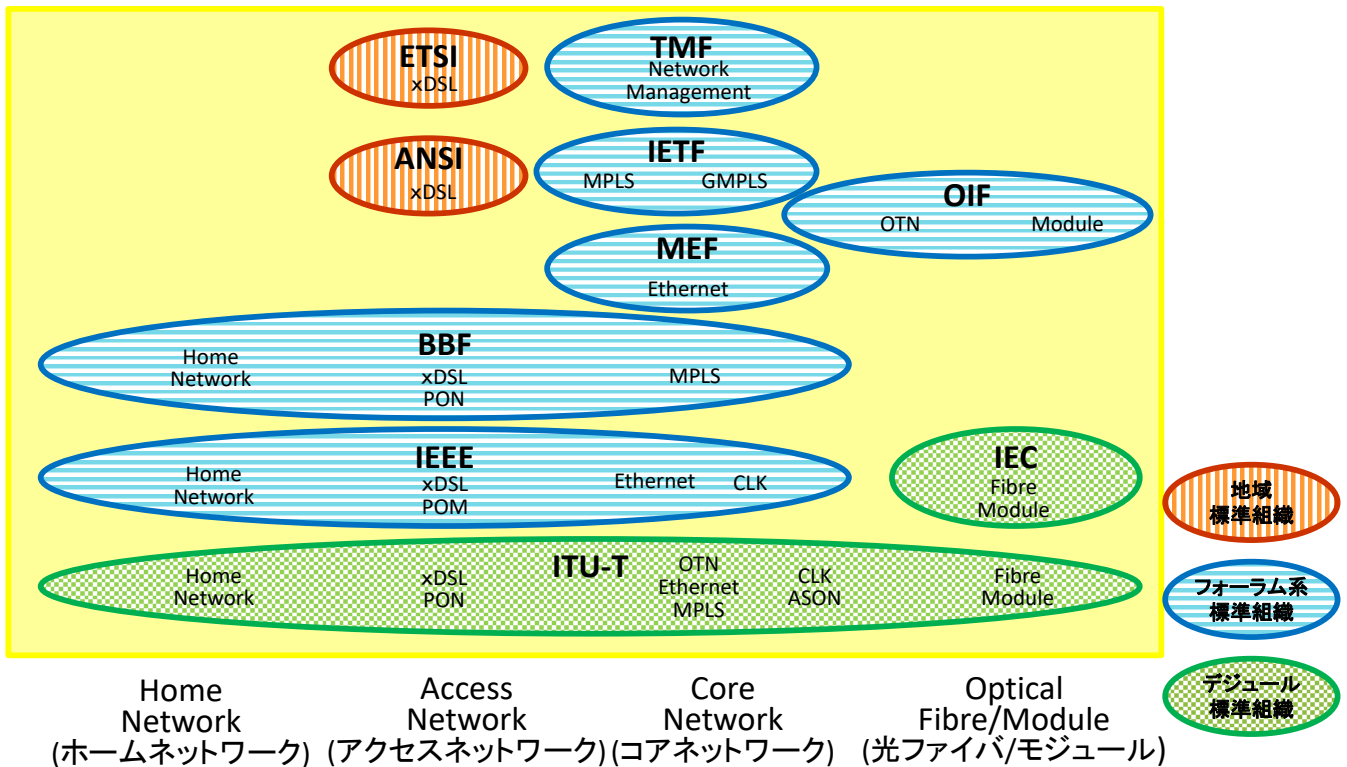 ETSI
xDSL
TMF
Network
Management
ANSI
xDSL
IETF
MPLS GMPLS
OIF
OTN Module
MEF
Ethernet
BBF
Home
Network
xDSL
PON
MPLS
IEEE
Home
Network
xDSL
POM
Ethernet CLK
IEC
Fibre
Module
ITU-T
Home
Network
xDSL
PON
OTN
Ethernet
MPLS
CLK
ASON
Fibre
Module
地域
標準組織
フォーラム系
標準組織
デジュール
標準組織
Home
Network
(ホームネットワーク)
Access
Network
(アクセスネットワーク)
Core
Network
(コアネットワーク)
Optical
Fibre/Module
(光ファイバ/モジュール)